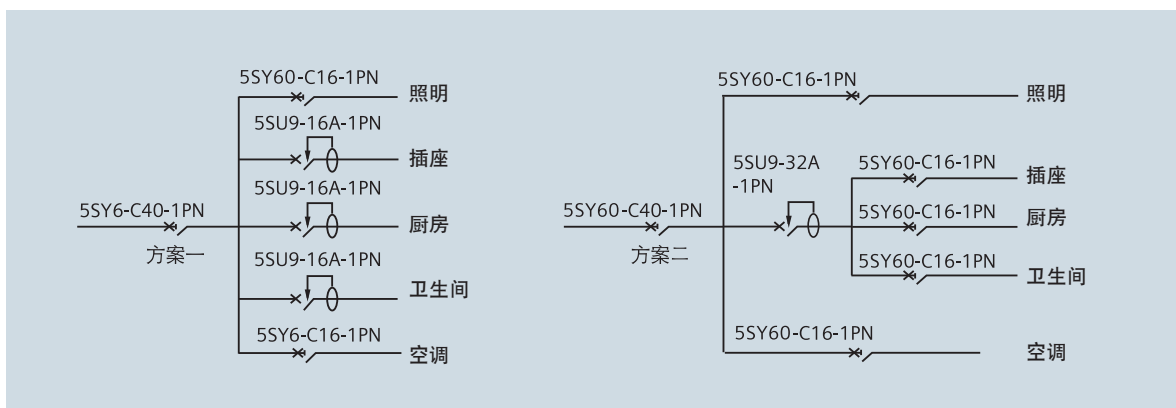 5SY60-C16-1PN
照明
5SU9-16A-1PN
插座
5SU9-16A-1PN
5SY6-C40-1PN
厨房
方案一
5SU9-16A-1PN
卫生间
5SY6-C16-1PN
空调
5SY60-C16-1PN
照明
5SU9-32A
-1PN
5SY60-C16-1PN
插座
5SY60-C40-1PN
5SY60-C16-1PN
厨房
方案二
5SY60-C16-1PN
卫生间
5SY60-C16-1PN
空调